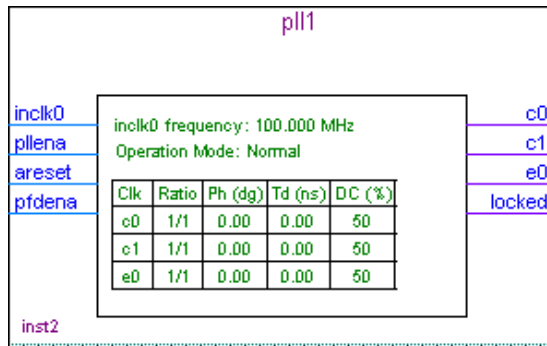 pll1
inclk0
pllena
areset
pfdena
inclk0 frequency: 100.000 MHz
Operation Mode: Normal
Clk Ratio Ph (dg) Td (ns) DC (%)
c0 1/1 0.00 0.00 50
c1 1/1 0.00 0.00 50
e0 1/1 0.00 0.00 50
c0
c1
e0
locked
inst2